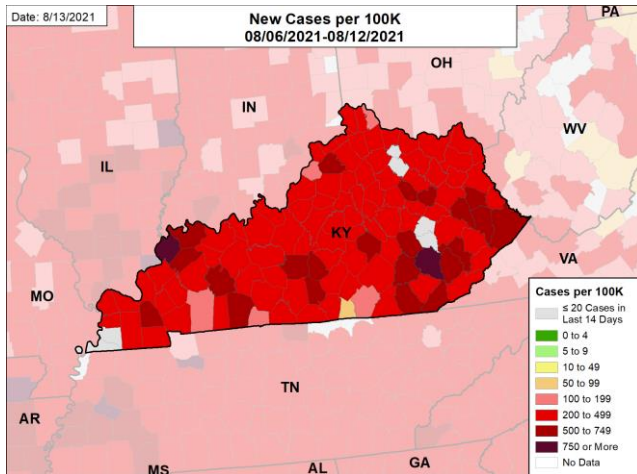 Date: 8/13/2021
New Cases per 100K
08/06/2021-08/12/2021
PA
OH
IN
WV
IL
KY
VA
MO
TN
AR
MS
AL
GA
Cases per 100K
≤ 20 Cases in
Last 14 Days
0 to 4
5 to 9
10 to 49
50 to 99
100 to 199
200 to 499
500 to 749
750 or More
No Data